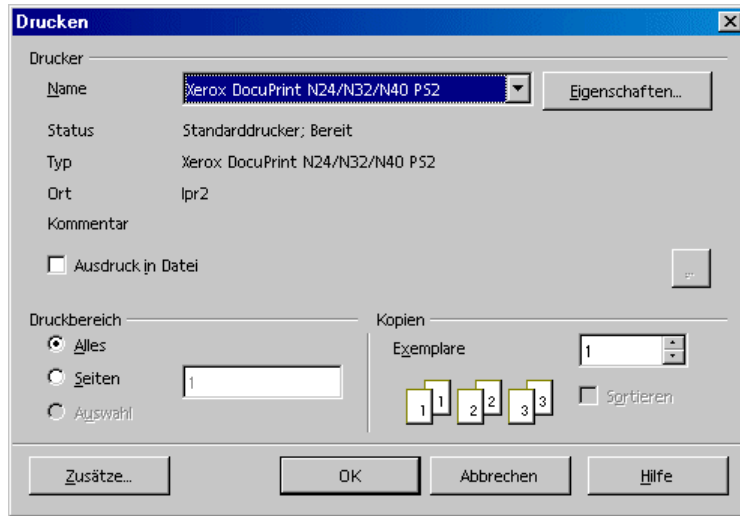 Drucken
Drucker
Name Xerox DocuPrint N24/N32/N40 PS2 Eigenschaften...
Status Standarddrucker; Bereit
Typ Xerox DocuPrint N24/N32/N40 PS2
Ort lpr2
Kommentar
Ausdruck in Datei ...
Druckbereich Kopien
Alles Exemplare 1
Seiten 1
1 1 2 2 3 3 Sortieren
Auswahl
Zusätze... OK Abbrechen Hilfe